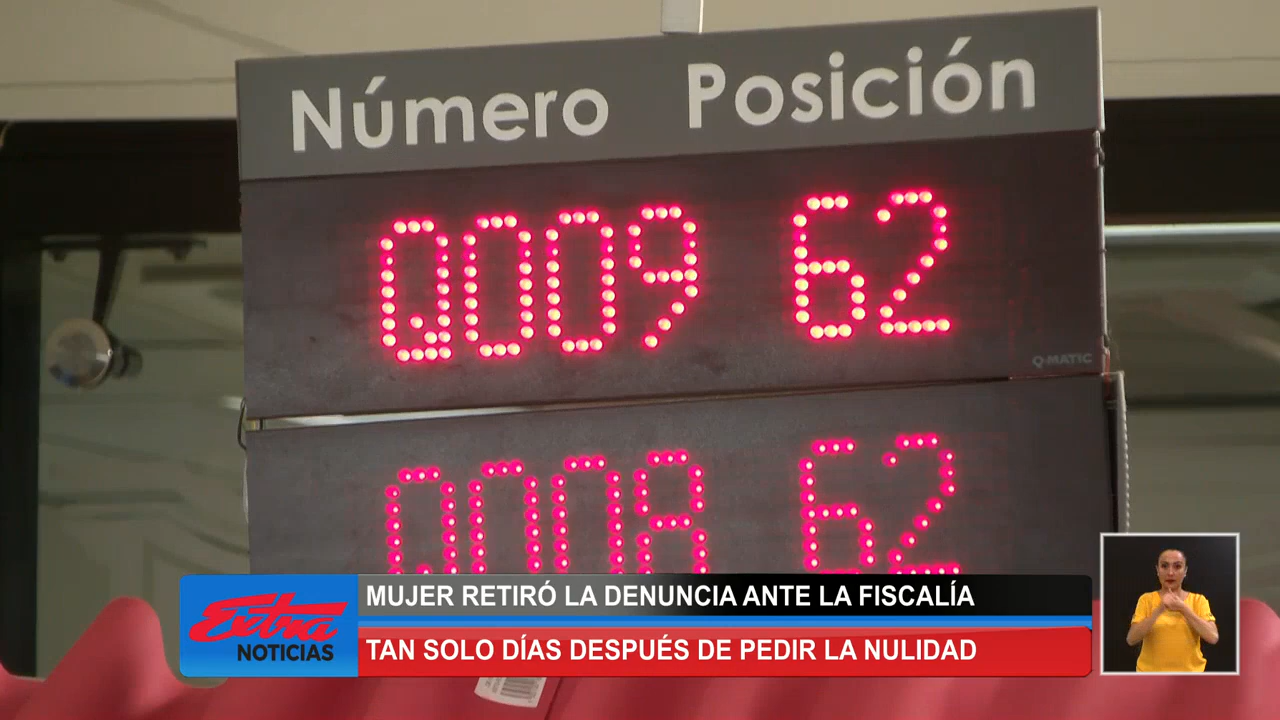 Número Posición
Q009 62
Q-MATIC
Q008 62
Extra
NOTICIAS
MUJER RETIRÓ LA DENUNCIA ANTE LA FISCALÍA
TAN SOLO DÍAS DESPUÉS DE PEDIR LA NULIDAD